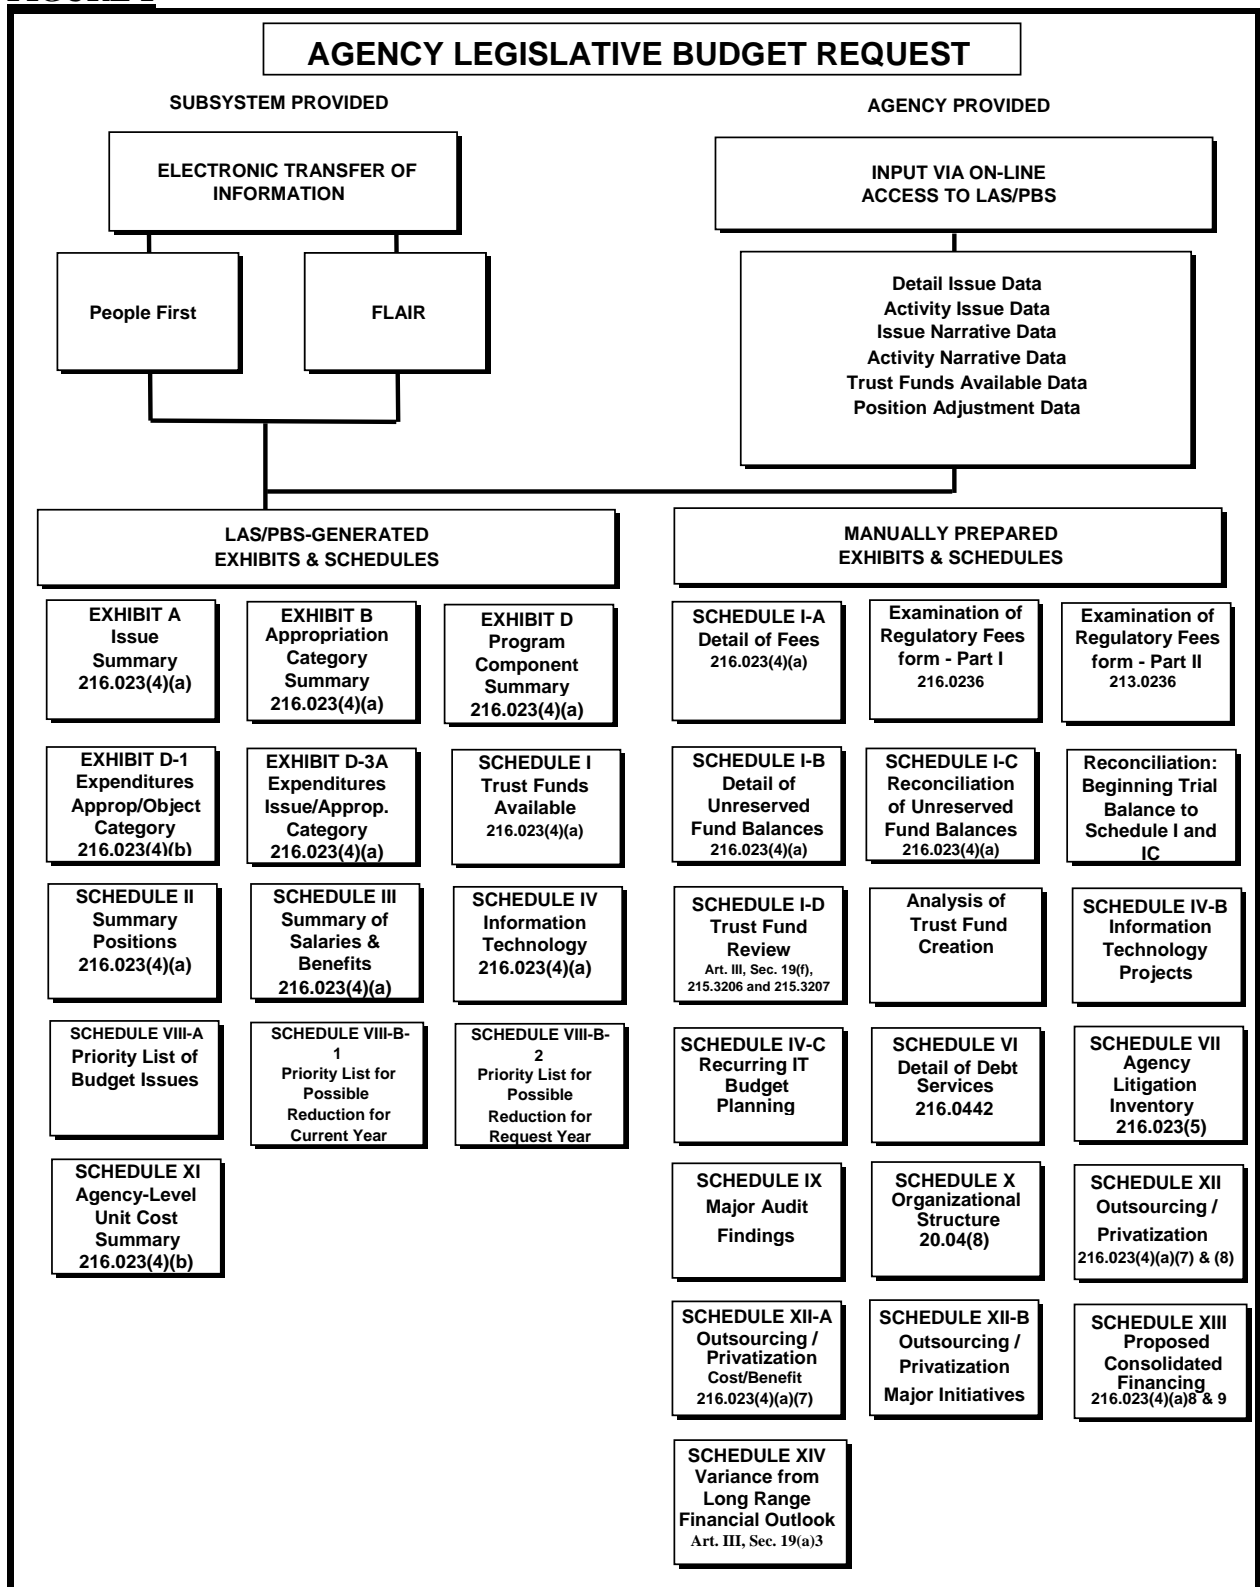 AGENCY LEGISLATIVE BUDGET REQUEST
SUBSYSTEM PROVIDED
AGENCY PROVIDED
ELECTRONIC TRANSFER OF
INFORMATION
INPUT VIA ON-LINE
ACCESS TO LAS/PBS
People First
FLAIR
Detail Issue Data
Activity Issue Data
Issue Narrative Data
Activity Narrative Data
Trust Funds Available Data
Position Adjustment Data
LAS/PBS-GENERATED
EXHIBITS & SCHEDULES
MANUALLY PREPARED
EXHIBITS & SCHEDULES
EXHIBIT A
Issue
Summary
216.023(4)(a)
EXHIBIT B
Appropriation
Category
Summary
216.023(4)(a)
EXHIBIT D
Program
Component
Summary
216.023(4)(a)
SCHEDULE I-A
Detail of Fees
216.023(4)(a)
Examination of
Regulatory Fees
form - Part I
216.0236
Examination of
Regulatory Fees
form - Part II
213.0236
EXHIBIT D-1
Expenditures
Approp/Object
Category
216.023(4)(b)
EXHIBIT D-3A
Expenditures
Issue/Approp.
Category
216.023(4)(a)
SCHEDULE I
Trust Funds
Available
216.023(4)(a)
SCHEDULE I-B
Detail of
Unreserved
Fund Balances
216.023(4)(a)
SCHEDULE I-C
Reconciliation
of Unreserved
Fund Balances
216.023(4)(a)
Reconciliation:
Beginning Trial
Balance to
Schedule I and
IC
SCHEDULE II
Summary
Positions
216.023(4)(a)
SCHEDULE III
Summary of
Salaries &
Benefits
216.023(4)(a)
SCHEDULE IV
Information
Technology
216.023(4)(a)
SCHEDULE I-D
Trust Fund
Review
Art. III, Sec. 19(f),
215.3206 and 215.3207
Analysis of
Trust Fund
Creation
SCHEDULE IV-B
Information
Technology
Projects
SCHEDULE VIII-A
Priority List of
Budget Issues
SCHEDULE VIII-B-
1
Priority List for
Possible
Reduction for
Current Year
SCHEDULE VIII-B-
2
Priority List for
Possible
Reduction for
Request Year
SCHEDULE IV-C
Recurring IT
Budget
Planning
SCHEDULE VI
Detail of Debt
Services
216.0442
SCHEDULE VII
Agency
Litigation
Inventory
216.023(5)
SCHEDULE XI
Agency-Level
Unit Cost
Summary
216.023(4)(b)
SCHEDULE IX
Major Audit
Findings
SCHEDULE X
Organizational
Structure
20.04(8)
SCHEDULE XII
Outsourcing /
Privatization
216.023(4)(a)(7) & (8)
SCHEDULE XII-A
Outsourcing /
Privatization
Cost/Benefit
216.023(4)(a)(7)
SCHEDULE XII-B
Outsourcing /
Privatization
Major Initiatives
SCHEDULE XIII
Proposed
Consolidated
Financing
216.023(4)(a)8 & 9
SCHEDULE XIV
Variance from
Long Range
Financial Outlook
Art. III, Sec. 19(a)3